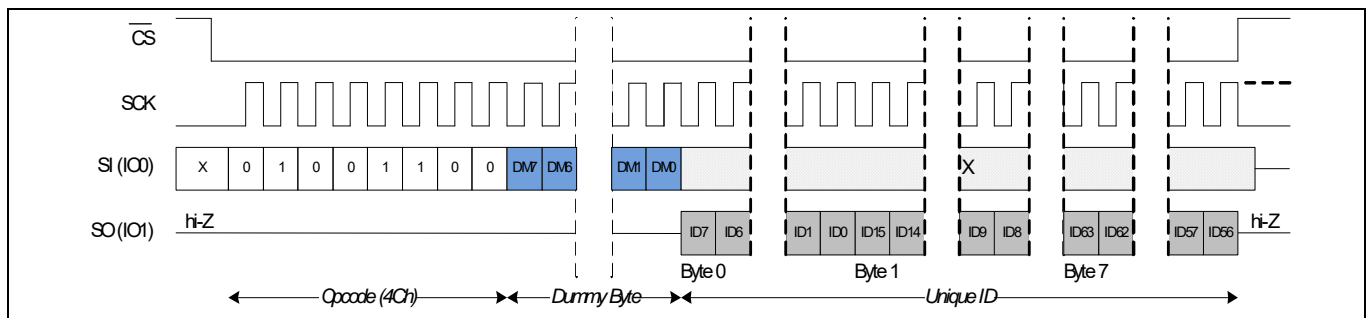 CS
SCK
SI (IO0) X 0 1 0 0 1 1 0 0 DM7 DM6 DM1 DM0 X
SO (IO1) hi-Z ID7 ID6 ID1 ID0 ID15 ID14 ID9 ID8 ID63 ID62 ID57 ID56 hi-Z
Byte 0 Byte 1 Byte 7
Opcode (4Ch) Dummy Byte Unique ID